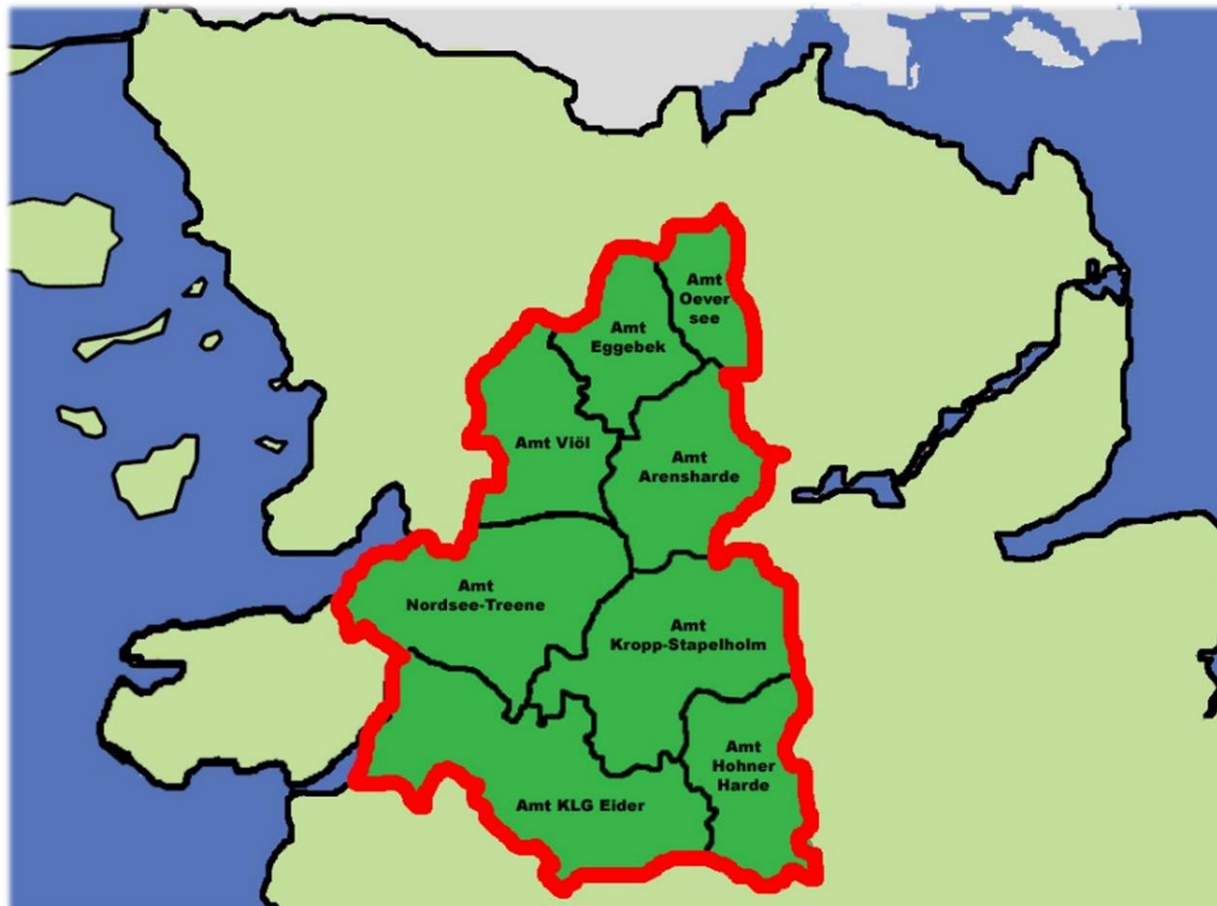 Amt
Oever
see
Amt
Eggebek
Amt Viöl
Amt
Arensharde
Amt
Nordsee-Treene
Amt
Kropp-Stapelholm
Amt
Hohner
Harde
Amt KLG Eider